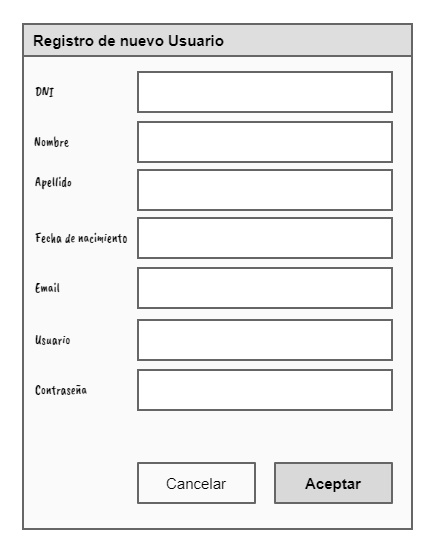 Registro de nuevo Usuario
DNI
Nombre
Apellido
Fecha de nacimiento
Email
Usuario
Contraseña
Cancelar
Aceptar